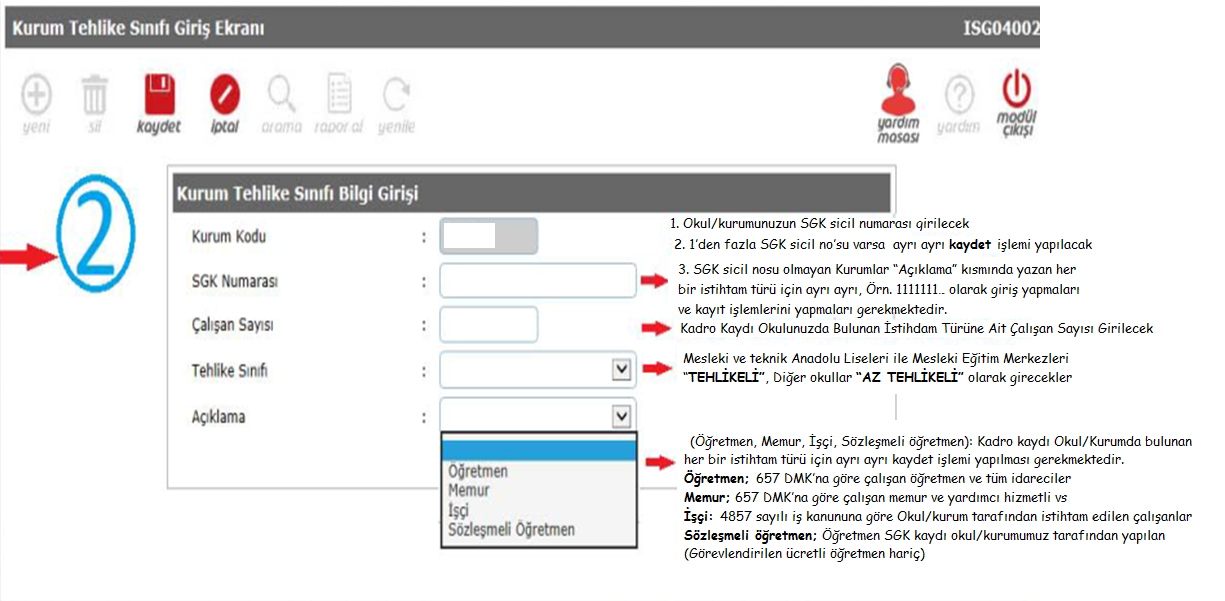 Kurum Tehlike Sınıfı Giriş Ekranı ISG04002
yeni sil kaydet iptal arama rapor al yenile yardım masası yardım modül çıkışı
2
Kurum Tehlike Sınıfı Bilgi Girişi
Kurum Kodu :
1. Okul/kurumunuzun SGK sicil numarası girilecek
2. 1'den fazla SGK sicil no'su varsa ayrı ayrı kaydet işlemi yapılacak
SGK Numarası :
3. SGK sicil nosu olmayan Kurumlar "Açıklama" kısmında yazan her
bir istihtam türü için ayrı ayrı, Örn. 1111111... olarak giriş yapmaları
ve kayıt işlemlerini yapmaları gerekmektedir.
Çalışan Sayısı :
Kadro Kaydı Okulunuzda Bulunan İstihdam Türüne Ait Çalışan Sayısı Girilecek
Tehlike Sınıfı :
Mesleki ve teknik Anadolu Liseleri ile Mesleki Eğitim Merkezleri
"TEHLİKELİ", Diğer okullar "AZ TEHLİKELİ" olarak girecekler
Açıklama :
Öğretmen
Memur
İşçi
Sözleşmeli Öğretmen
(Öğretmen, Memur, İşçi, Sözleşmeli öğretmen): Kadro kaydı Okul/Kurumda bulunan
her bir istihtam türü için ayrı ayrı kaydet işlemi yapılması gerekmektedir.
Öğretmen; 657 DMK'na göre çalışan öğretmen ve tüm idareciler
Memur; 657 DMK'na göre çalışan memur ve yardımcı hizmetli vs
İşçi: 4857 sayılı iş kanununa göre Okul/kurum tarafından istihtam edilen çalışanlar
Sözleşmeli öğretmen; Öğretmen SGK kaydı okul/kurumumuz tarafından yapılan
(Görevlendirilen ücretli öğretmen hariç)